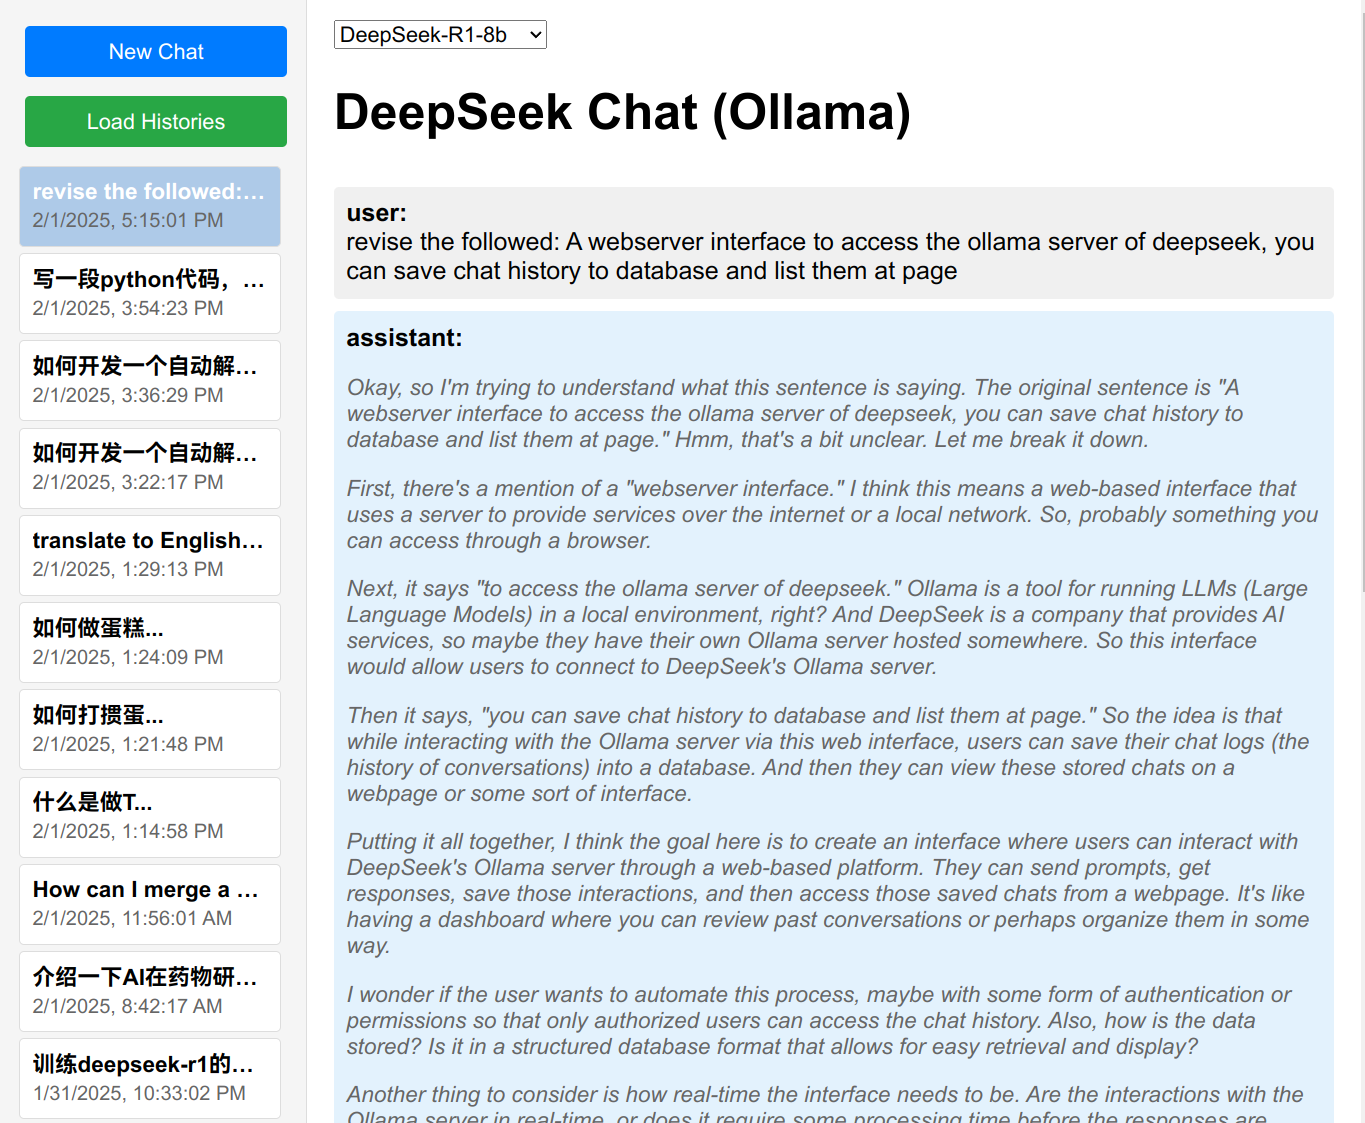 New Chat
Load Histories
revise the followed:...
2/1/2025, 5:15:01 PM
写一段python代码，...
2/1/2025, 3:54:23 PM
如何开发一个自动解...
2/1/2025, 3:36:29 PM
如何开发一个自动解...
2/1/2025, 3:22:17 PM
translate to English...
2/1/2025, 1:29:13 PM
如何做蛋糕...
2/1/2025, 1:24:09 PM
如何打掼蛋...
2/1/2025, 1:21:48 PM
什么是做T...
2/1/2025, 1:14:58 PM
How can I merge a ...
2/1/2025, 11:56:01 AM
介绍一下AI在药物研...
2/1/2025, 8:42:17 AM
训练deepseek-r1的...
1/31/2025, 10:33:02 PM
DeepSeek-R1-8b
DeepSeek Chat (Ollama)
user:
revise the followed: A webserver interface to access the ollama server of deepseek, you
can save chat history to database and list them at page
assistant:
Okay, so I'm trying to understand what this sentence is saying. The original sentence is "A
webserver interface to access the ollama server of deepseek, you can save chat history to
database and list them at page." Hmm, that's a bit unclear. Let me break it down.
First, there's a mention of a "webserver interface." I think this means a web-based interface that
uses a server to provide services over the internet or a local network. So, probably something you
can access through a browser.
Next, it says "to access the ollama server of deepseek." Ollama is a tool for running LLMs (Large
Language Models) in a local environment, right? And DeepSeek is a company that provides AI
services, so maybe they have their own Ollama server hosted somewhere. So this interface
would allow users to connect to DeepSeek's Ollama server.
Then it says, "you can save chat history to database and list them at page." So the idea is that
while interacting with the Ollama server via this web interface, users can save their chat logs (the
history of conversations) into a database. And then they can view these stored chats on a
webpage or some sort of interface.
Putting it all together, I think the goal here is to create an interface where users can interact with
DeepSeek's Ollama server through a web-based platform. They can send prompts, get
responses, save those interactions, and then access those saved chats from a webpage. It's like
having a dashboard where you can review past conversations or perhaps organize them in some
way.
I wonder if the user wants to automate this process, maybe with some form of authentication or
permissions so that only authorized users can access the chat history. Also, how is the data
stored? Is it in a structured database format that allows for easy retrieval and display?
Another thing to consider is how real-time the interface needs to be. Are the interactions with the
Ollama server in real-time, or does it require some processing time before the responses are